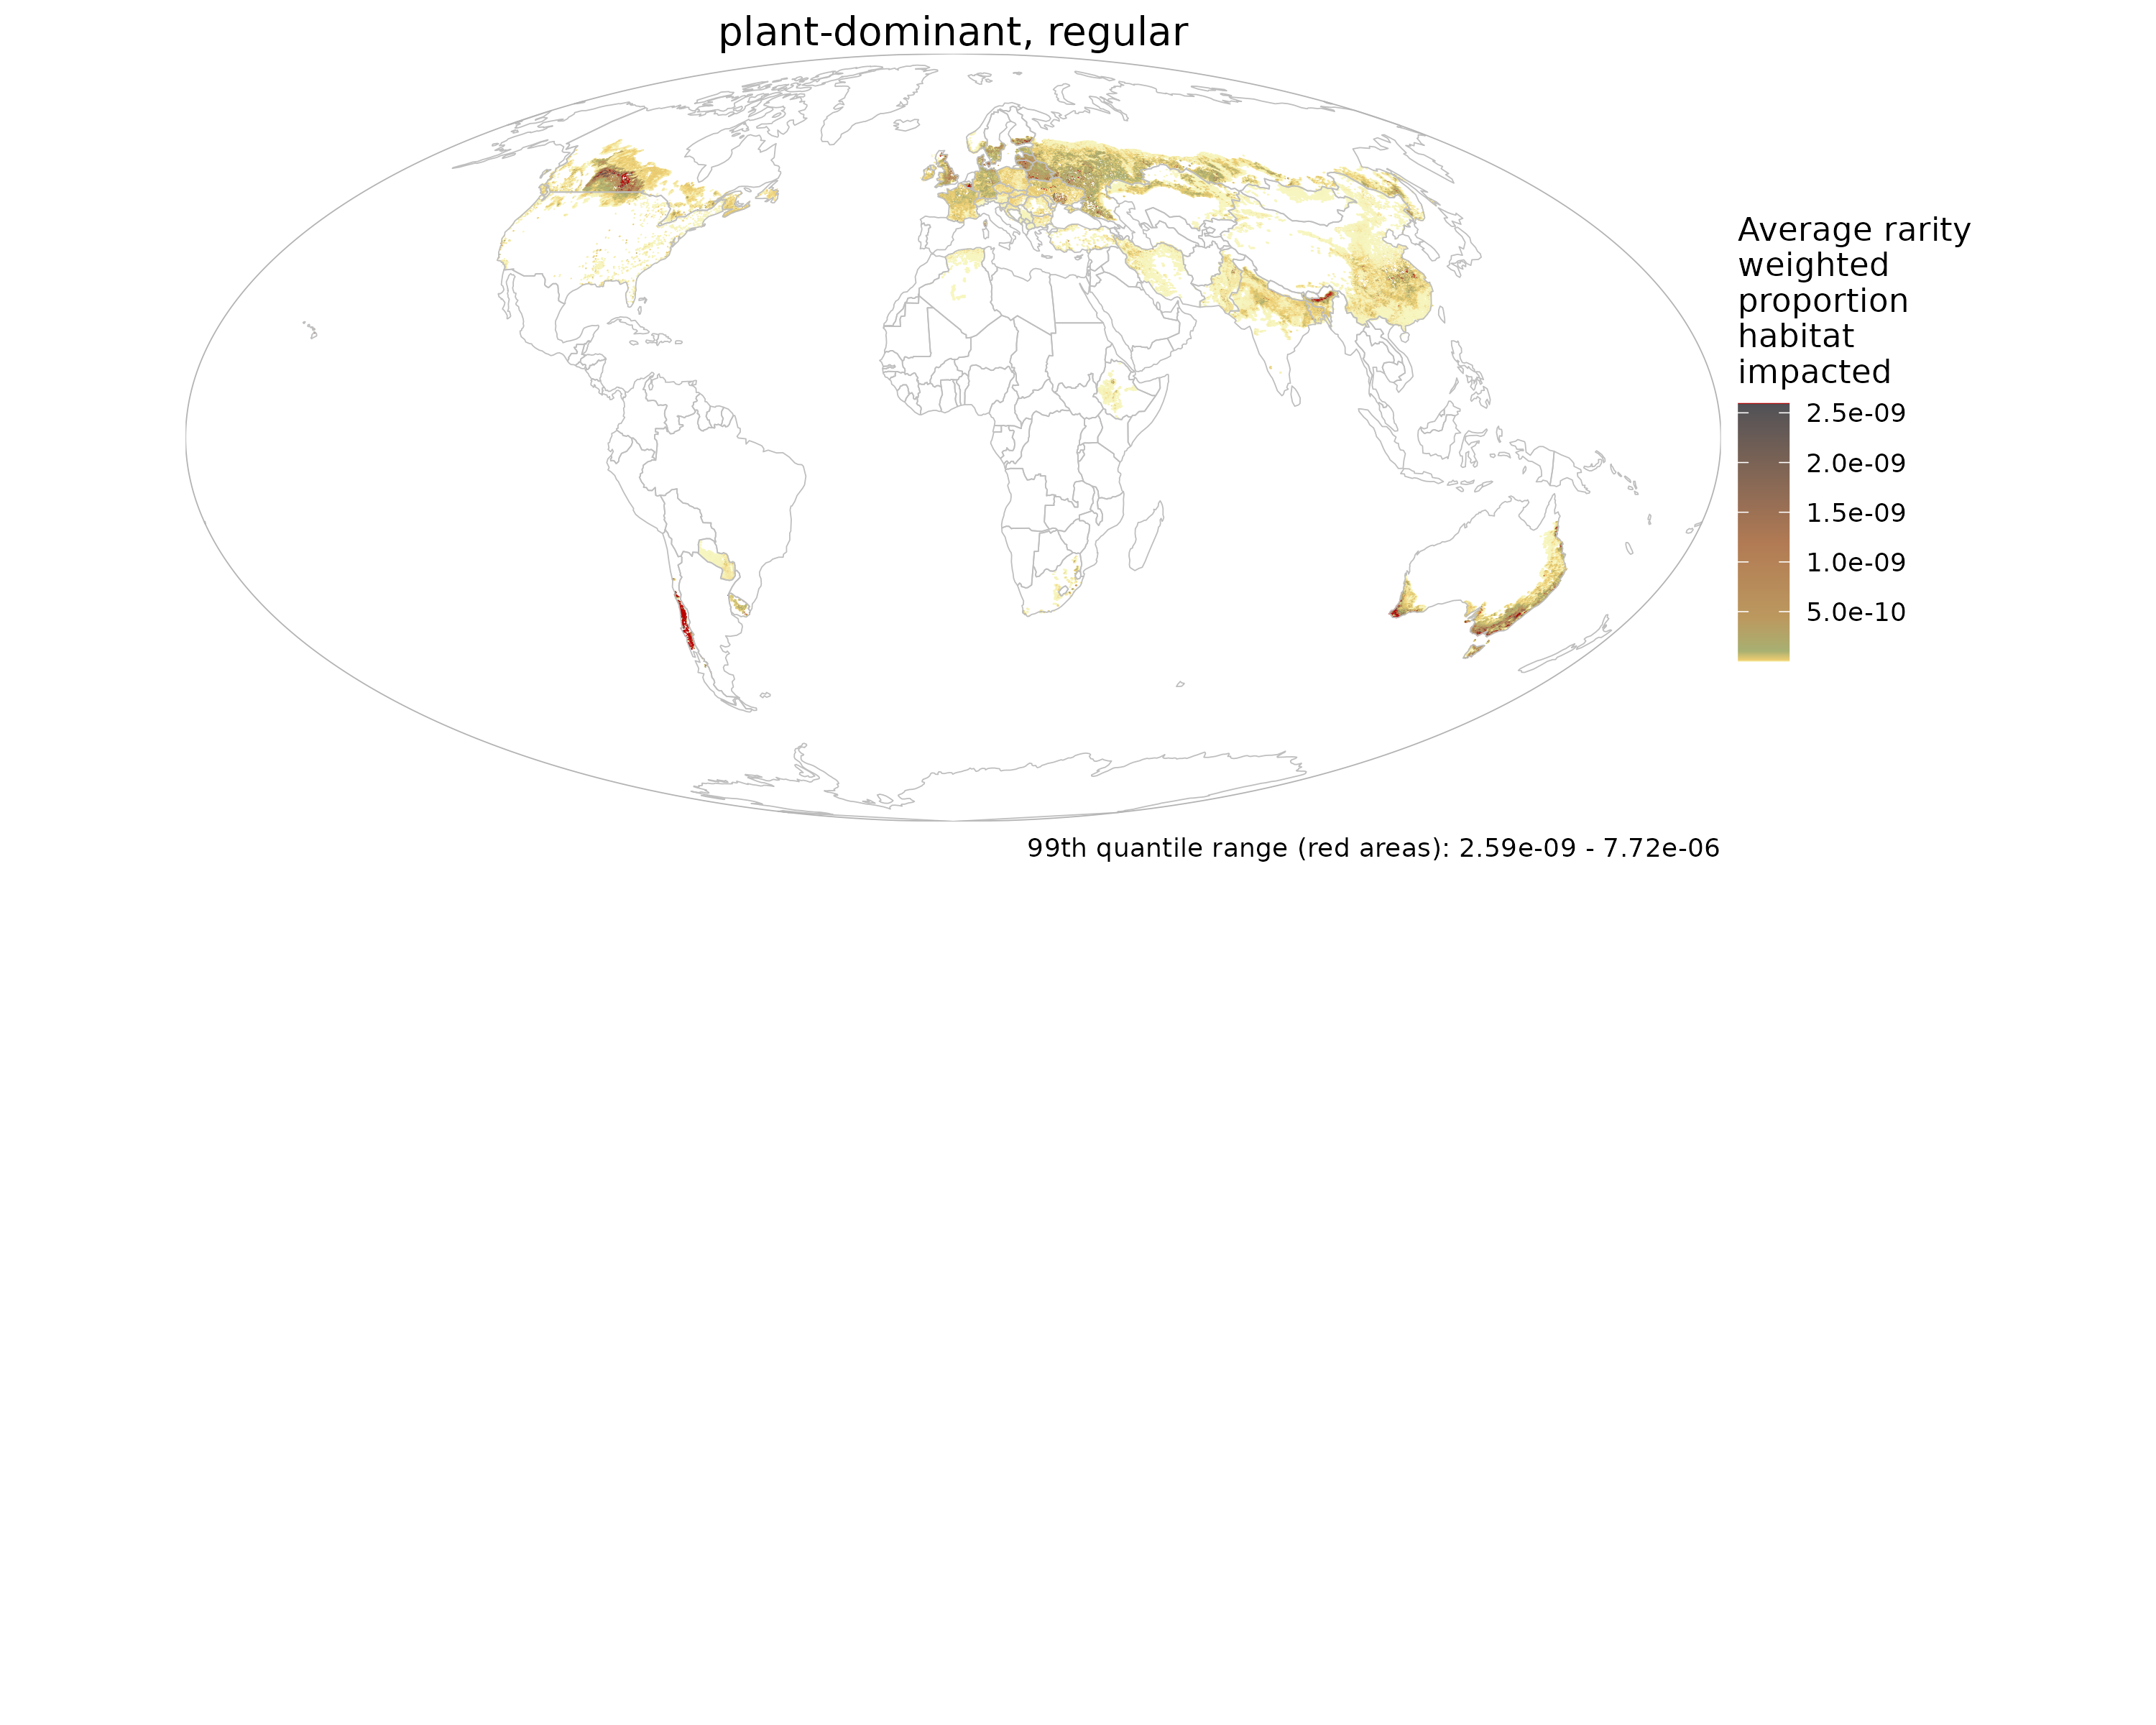 plant-dominant, regular
Average rarity
weighted
proportion
habitat
impacted
2.5e-09
2.0e-09
1.5e-09
1.0e-09
5.0e-10
99th quantile range (red areas): 2.59e-09 - 7.72e-06